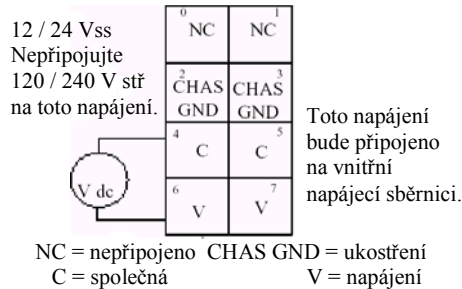 12 / 24 Vss
Nepřipojujte
120 / 240 V stř
na toto napájení.
0 1
NC NC
2 3
CHAS CHAS
GND GND
4 5
C C
V dc
6 7
V V
Toto napájení
bude připojeno
na vnitřní
napájecí sběrnici.
NC = nepřipojeno CHAS GND = ukostření
C = společná V = napájení